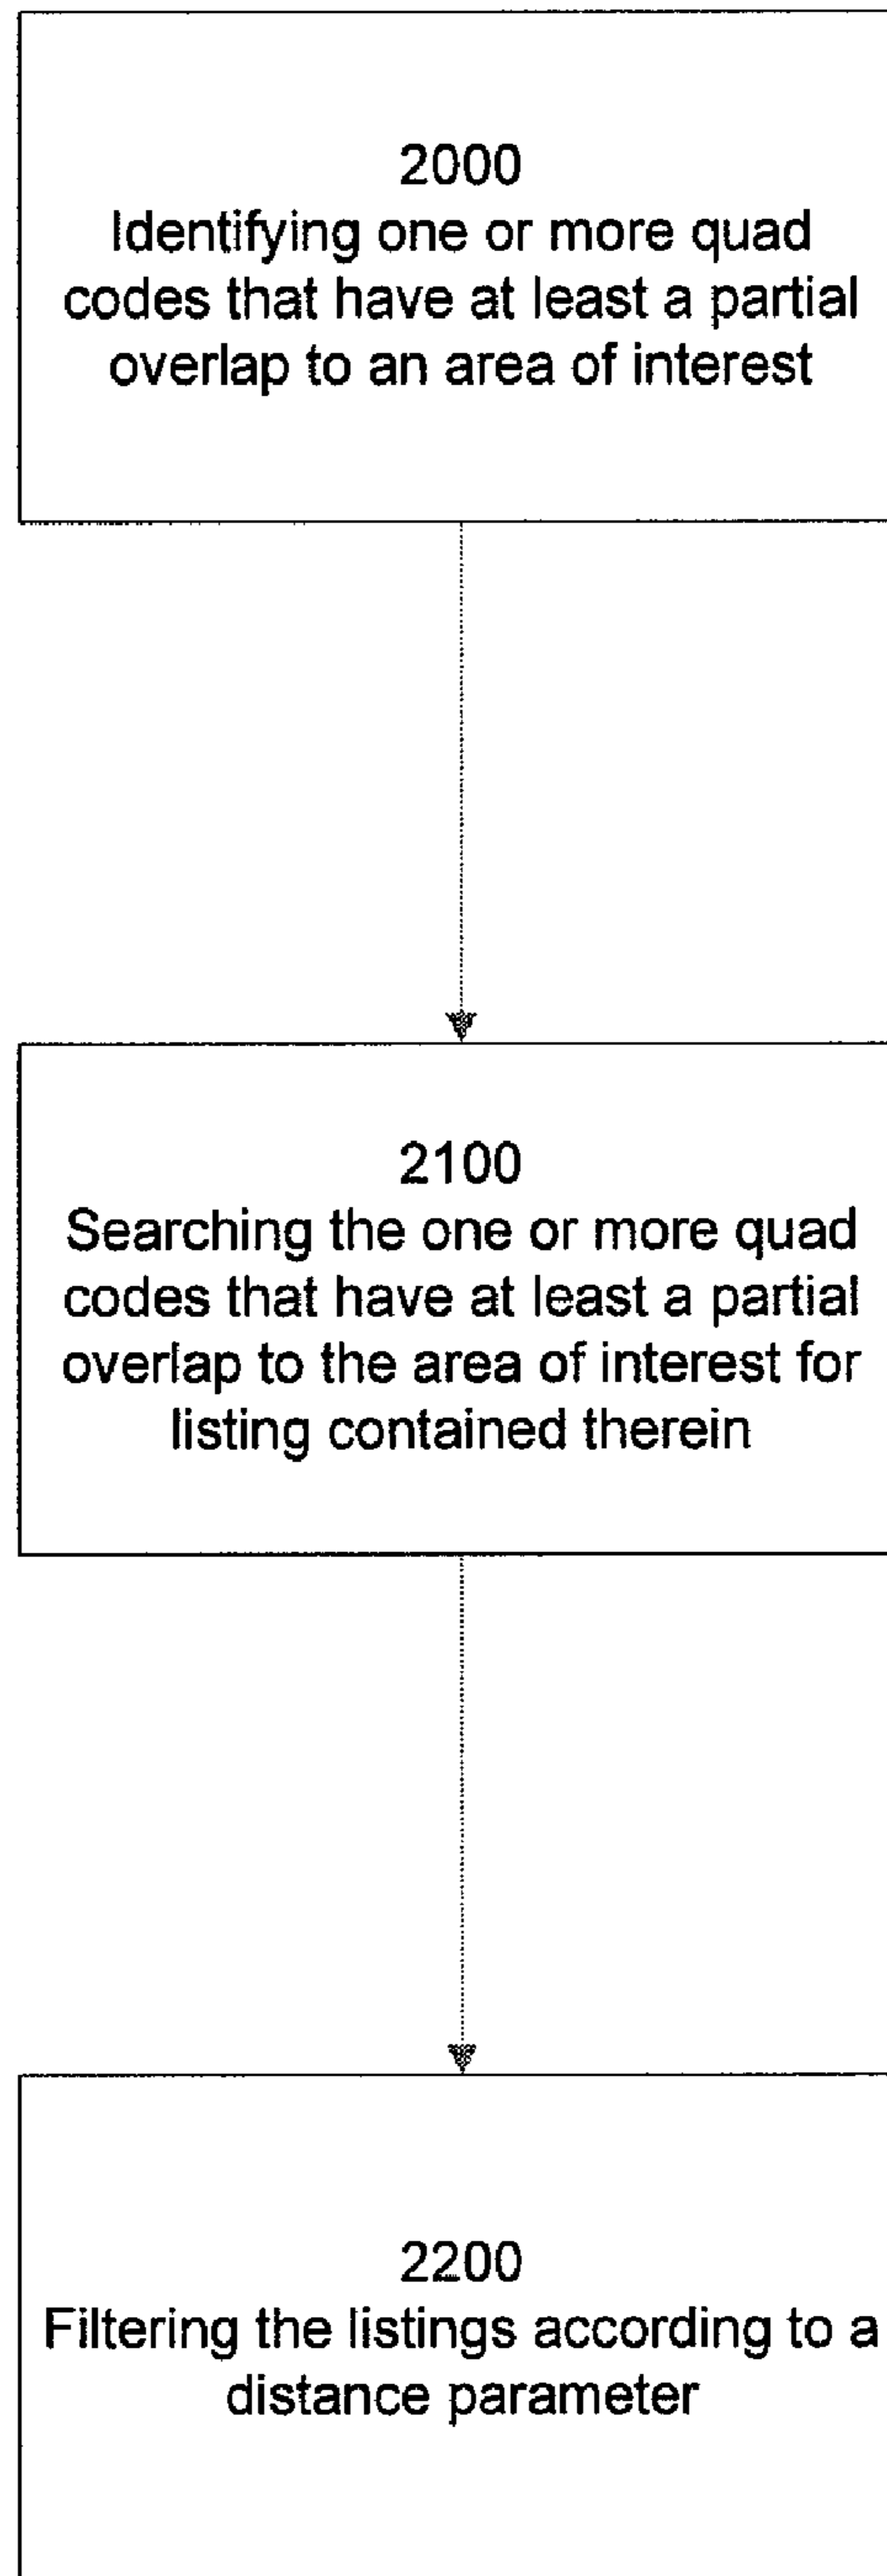 2000
Identifying one or more quad
codes that have at least a partial
overlap to an area of interest
2100
Searching the one or more quad
codes that have at least a partial
overlap to the area of interest for
listing contained therein
2200
Filtering the listings according to a
distance parameter